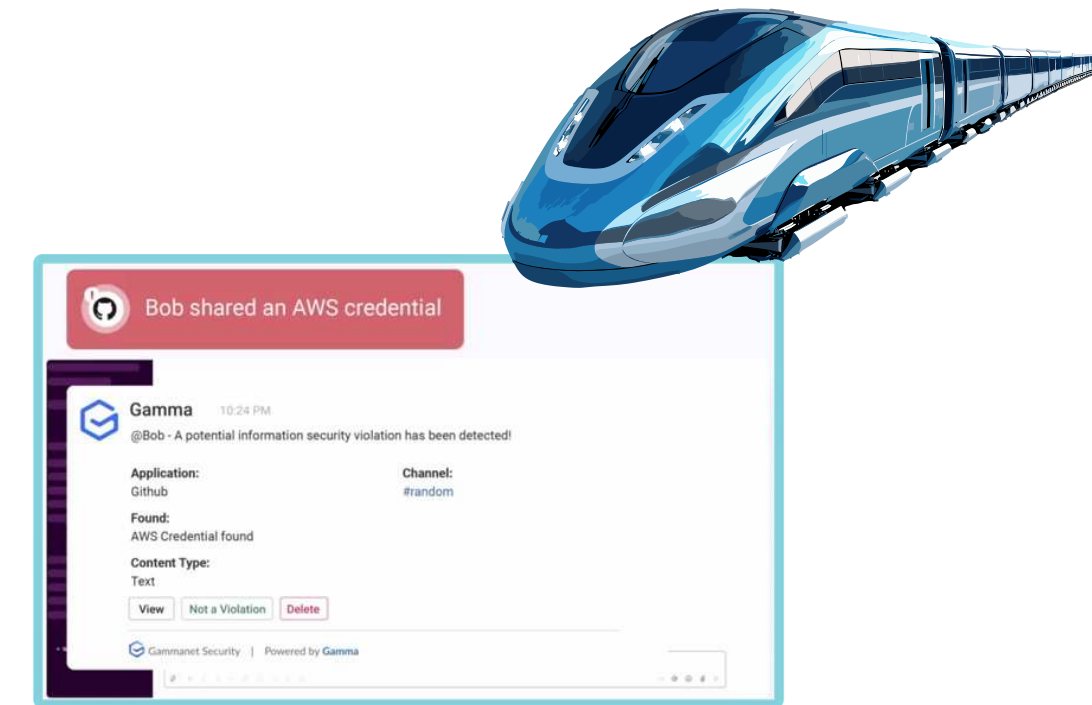 Bob shared an AWS credential
Gamma 10:24 PM
@Bob - A potential information security violation has been detected!
Application: Channel:
Github #random
Found:
AWS Credential found
Content Type:
Text
View Not a Violation Delete
Gammanet Security | Powered by Gamma